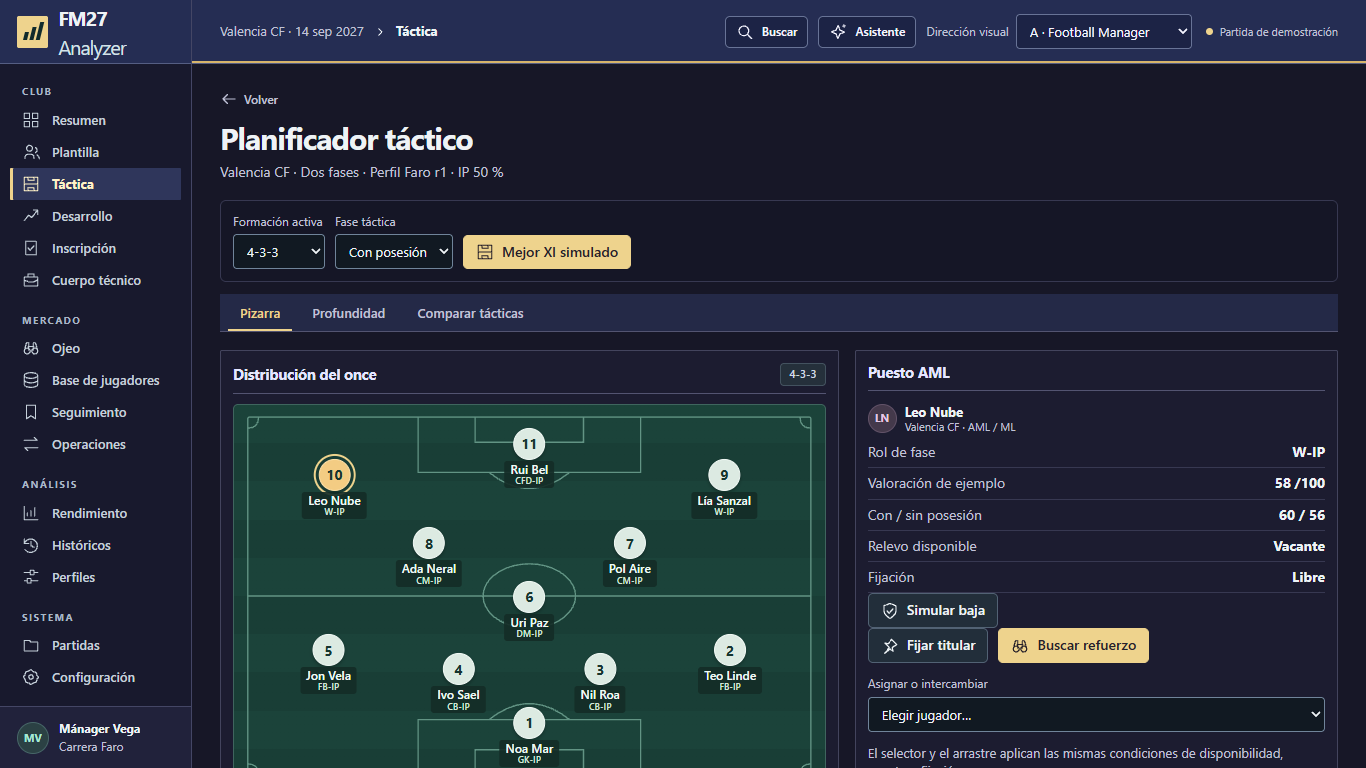 FM27
Analyzer
CLUB
Resumen
Plantilla
Táctica
Desarrollo
Inscripción
Cuerpo técnico
MERCADO
Ojeo
Base de jugadores
Seguimiento
Operaciones
ANÁLISIS
Rendimiento
Históricos
Perfiles
SISTEMA
Partidas
Configuración
MV
Mánager Vega
Carrera Faro
Valencia CF · 14 sep 2027 › Táctica
Buscar
Asistente
Dirección visual
A · Football Manager
Partida de demostración
Volver
Planificador táctico
Valencia CF · Dos fases · Perfil Faro r1 · IP 50 %
Formación activa
4-3-3
Fase táctica
Con posesión
Mejor XI simulado
Pizarra
Profundidad
Comparar tácticas
Distribución del once
4-3-3
11
Rui Bel
CFD-IP
10
Leo Nube
W-IP
9
Lía Sanzal
W-IP
8
Ada Neral
CM-IP
7
Pol Aire
CM-IP
6
Uri Paz
DM-IP
5
Jon Vela
FB-IP
4
Ivo Sael
CB-IP
3
Nil Roa
CB-IP
2
Teo Linde
FB-IP
1
Noa Mar
GK-IP
Puesto AML
LN
Leo Nube
Valencia CF · AML / ML
Rol de fase W-IP
Valoración de ejemplo 58 /100
Con / sin posesión 60 / 56
Relevo disponible Vacante
Fijación Libre
Simular baja
Fijar titular
Buscar refuerzo
Asignar o intercambiar
Elegir jugador...
El selector y el arrastre aplican las mismas condiciones de disponibilidad,